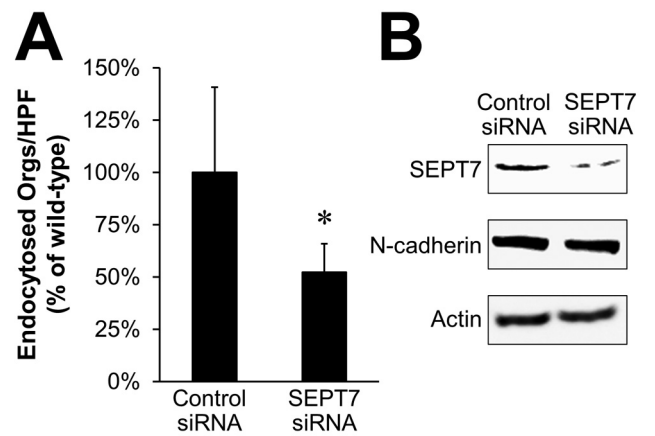 A
Endocytosed Orgs/HPF
(% of wild-type)
150%
125%
100%
75%
50%
25%
0%
*
Control
siRNA
SEPT7
siRNA
B
Control
siRNA
SEPT7
siRNA
SEPT7
N-cadherin
Actin